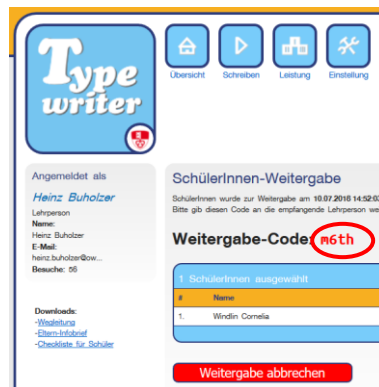 Type
writer
Übersicht
Schreiben
Leistung
Einstellung
Angemeldet als
Heinz Buholzer
Lehrperson
Name:
Heinz Buholzer
E-Mail:
heinz.buholzer@ow...
Besuche: 56
Downloads:
-Wegleitung
-Eltern-Infobrief
-Checkliste für Schüler
SchülerInnen-Weitergabe
SchülerInnen wurde zur Weitergabe am 10.07.2018 14:52:03
Bitte gib diesen Code an die empfangende Lehrperson we
Weitergabe-Code: m6th
1 SchülerInnen ausgewählt
# Name
1. Windlin Cornelia
Weitergabe abbrechen